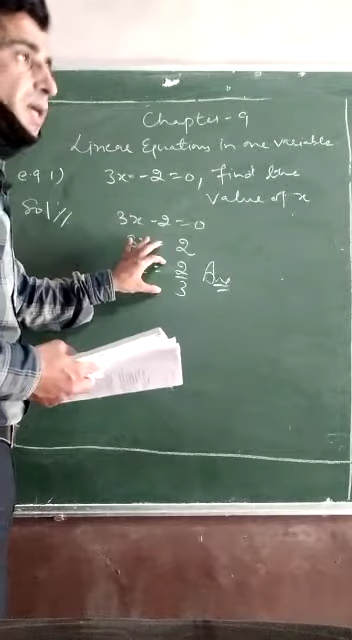 Chapter-9
Linear Equations in one variable
e.g 1) 3x-2=0, find the
value of x
Sol //
3x-2=0
2
2/3 Ans